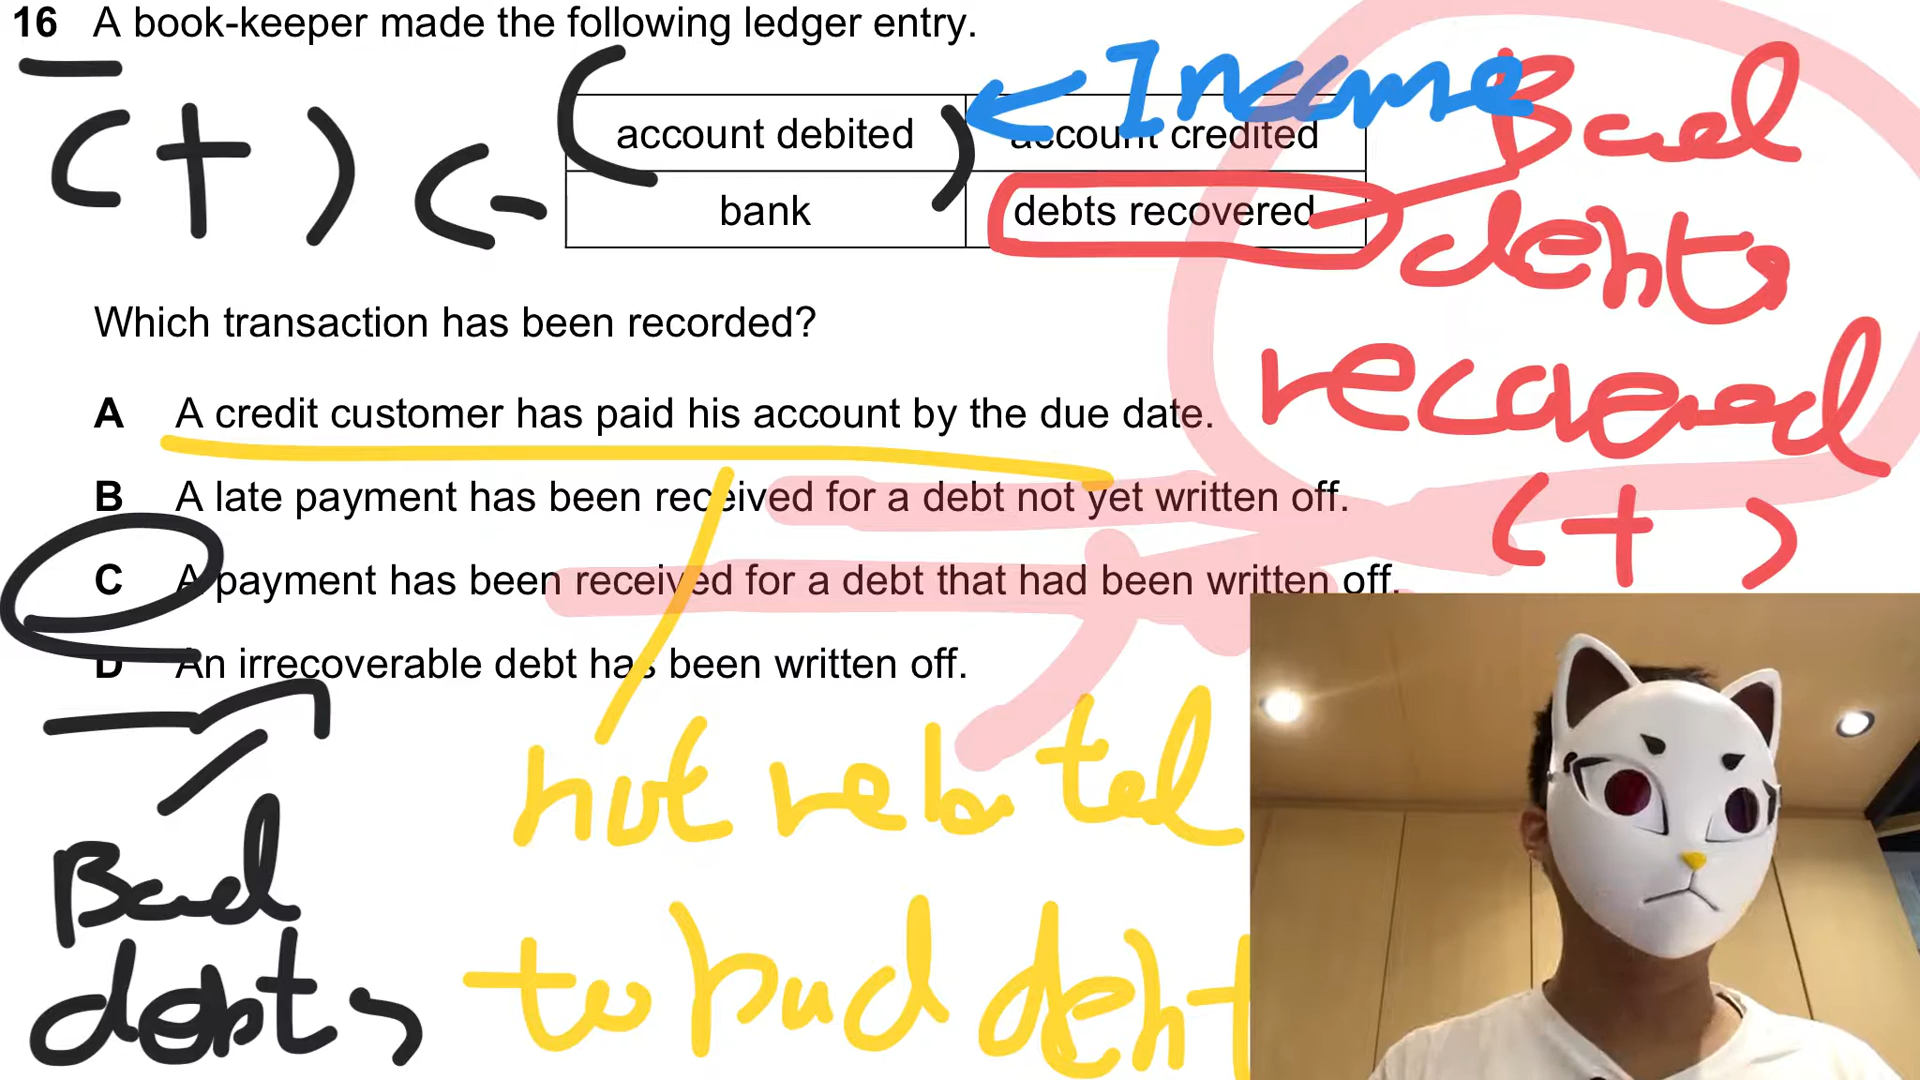 16 A book-keeper made the following ledger entry.
← Income
( + ) ← ( account debited ) account credited
bank debts recovered
Bad
debts
recovered
( + )
Which transaction has been recorded?
A A credit customer has paid his account by the due date.
B A late payment has been received for a debt not yet written off.
C A payment has been received for a debt that had been written off.
D An irrecoverable debt has been written off.
not related
to bad debt
Bad
debts